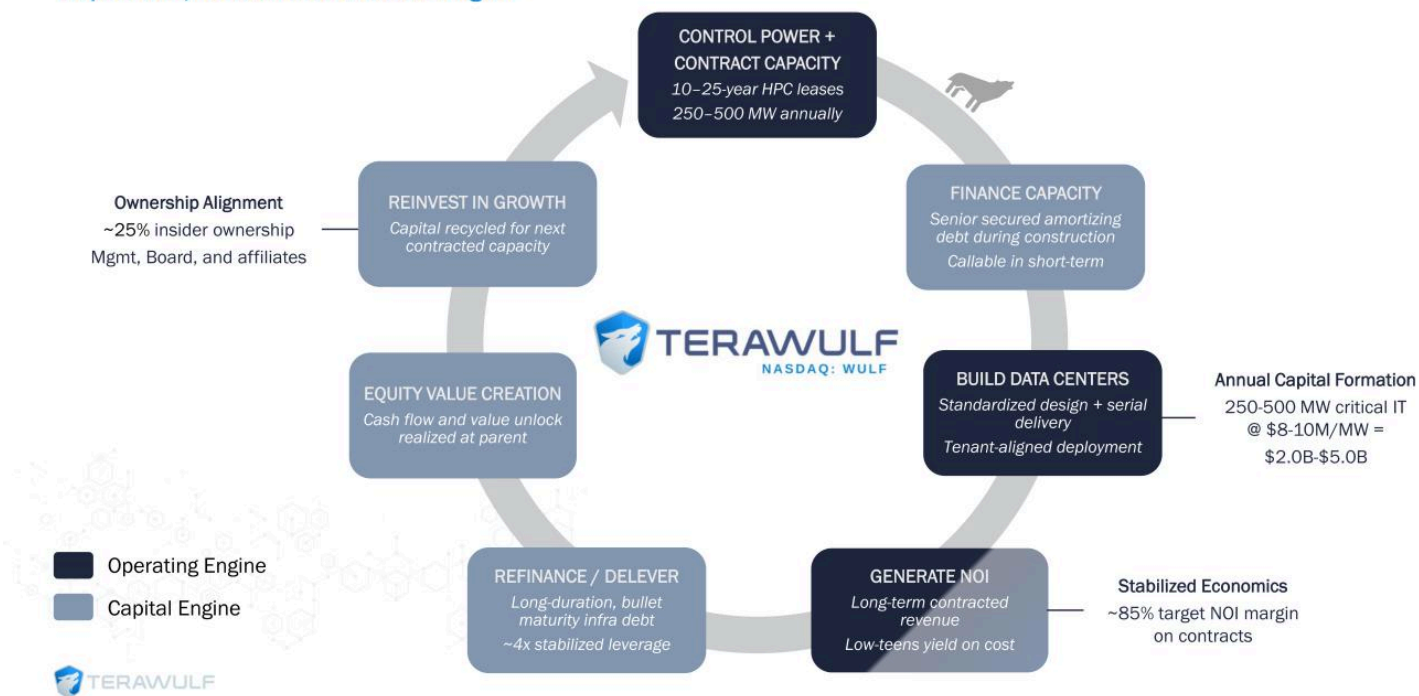 CONTROL POWER +
CONTRACT CAPACITY
10–25-year HPC leases
250–500 MW annually
FINANCE CAPACITY
Senior secured amortizing
debt during construction
Callable in short-term
BUILD DATA CENTERS
Standardized design + serial
delivery
Tenant-aligned deployment
Annual Capital Formation
250-500 MW critical IT
@ $8-10M/MW =
$2.0B-$5.0B
GENERATE NOI
Long-term contracted
revenue
Low-teens yield on cost
Stabilized Economics
~85% target NOI margin
on contracts
REFINANCE / DELEVER
Long-duration, bullet
maturity infra debt
~4x stabilized leverage
EQUITY VALUE CREATION
Cash flow and value unlock
realized at parent
REINVEST IN GROWTH
Capital recycled for next
contracted capacity
Ownership Alignment
~25% insider ownership
Mgmt, Board, and affiliates
TERAWULF
NASDAQ: WULF
Operating Engine
Capital Engine
TERAWULF